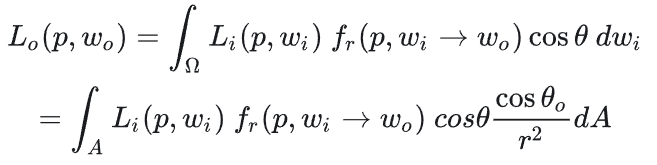 L_o(p, w_o) = ∫_Ω L_i(p, w_i) f_r(p, w_i → w_o) cos θ dw_i
= ∫_A L_i(p, w_i) f_r(p, w_i → w_o) cosθ \frac{cos θ_o}{r^2} dA